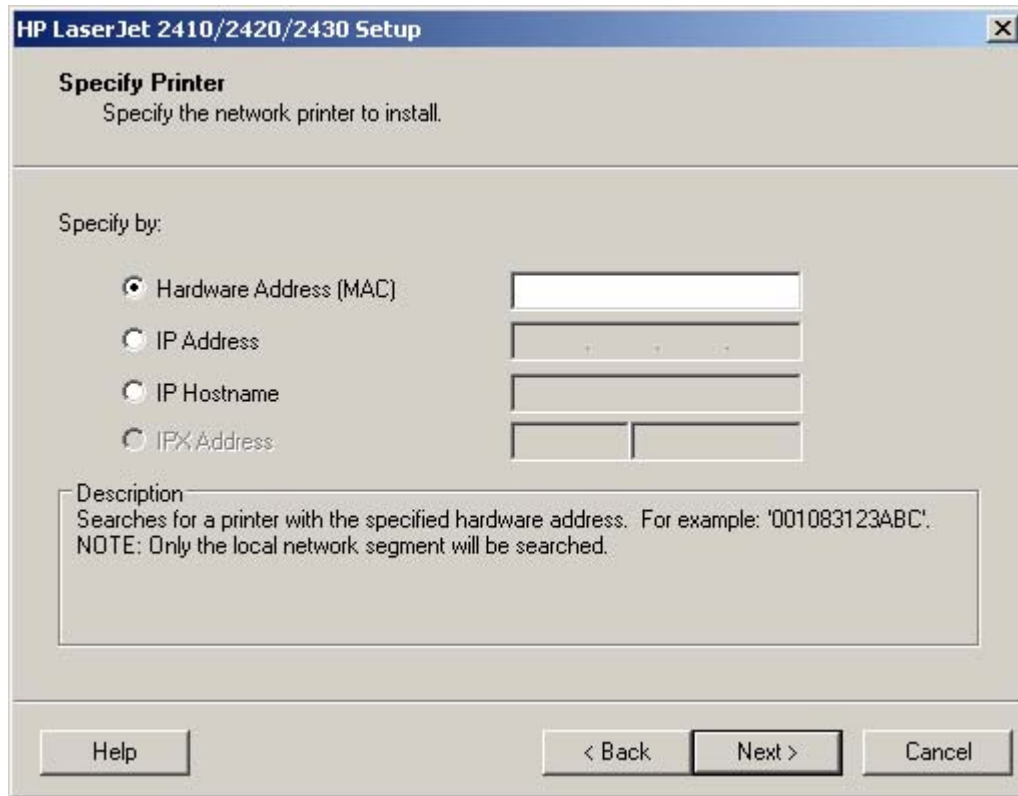 HP LaserJet 2410/2420/2430 Setup
Specify Printer
Specify the network printer to install.
Specify by:
Hardware Address (MAC)
IP Address
. . .
IP Hostname
IPX Address
Description
Searches for a printer with the specified hardware address. For example: '001083123ABC'.
NOTE: Only the local network segment will be searched.
Help
< Back
Next >
Cancel